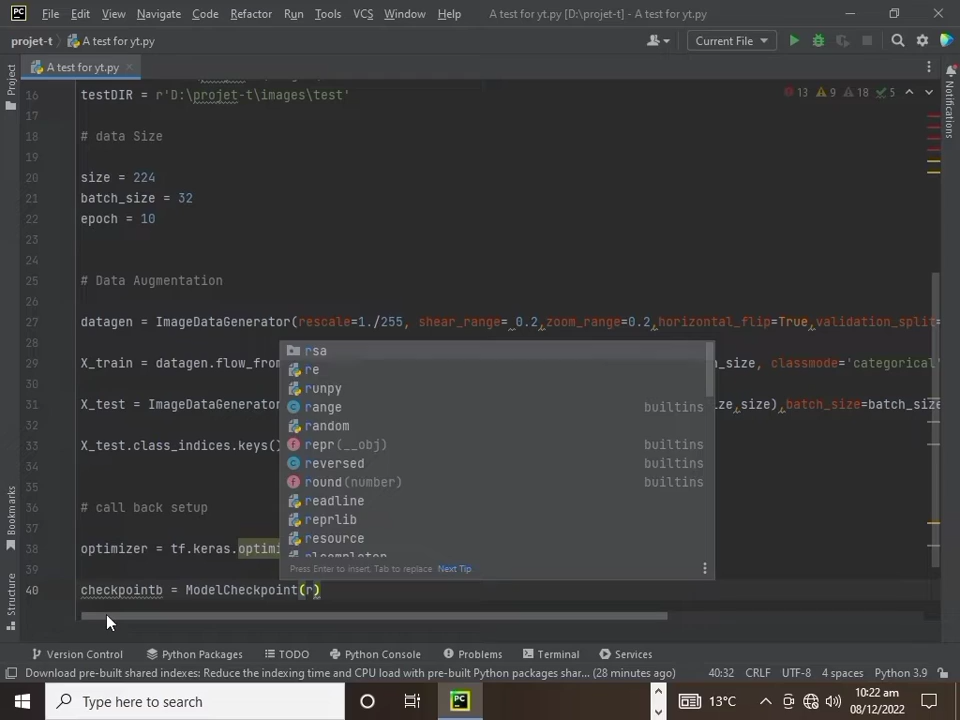 PC File Edit View Navigate Code Refactor Run Tools VCS Window Help A test for yt.py [D:\projet-t] - A test for yt.py
projet-t A test for yt.py Current File
Project A test for yt.py Notifications
16 testDIR = r'D:\projet-t\images\test' 13 9 18 5
17
18 # data Size
19
20 size = 224
21 batch_size = 32
22 epoch = 10
23
24
25 # Data Augmentation
26
27 datagen = ImageDataGenerator(rescale=1./255, shear_range= 0.2,zoom_range=0.2,horizontal_flip=True,validation_split=
28
29 X_train = datagen.flow_from h_size, classmode='categorical'
30
31 X_test = ImageDataGenerator ize,size),batch_size=batch_size
32
33 X_test.class_indices.keys()
34
35
36 # call back setup
37
38 optimizer = tf.keras.optimi
39
40 checkpointb = ModelCheckpoint(r)
rsa
re
runpy
range builtins
random
repr(__obj) builtins
reversed builtins
round(number) builtins
readline
reprlib
resource
rlcompleter
Press Enter to insert, Tab to replace Next Tip
Bookmarks
Structure
Version Control Python Packages TODO Python Console Problems Terminal Services
Download pre-built shared indexes: Reduce the indexing time and CPU load with pre-built Python packages shar... (28 minutes ago) 40:32 CRLF UTF-8 4 spaces Python 3.9
Type here to search PC 13°C 10:22 am
08/12/2022